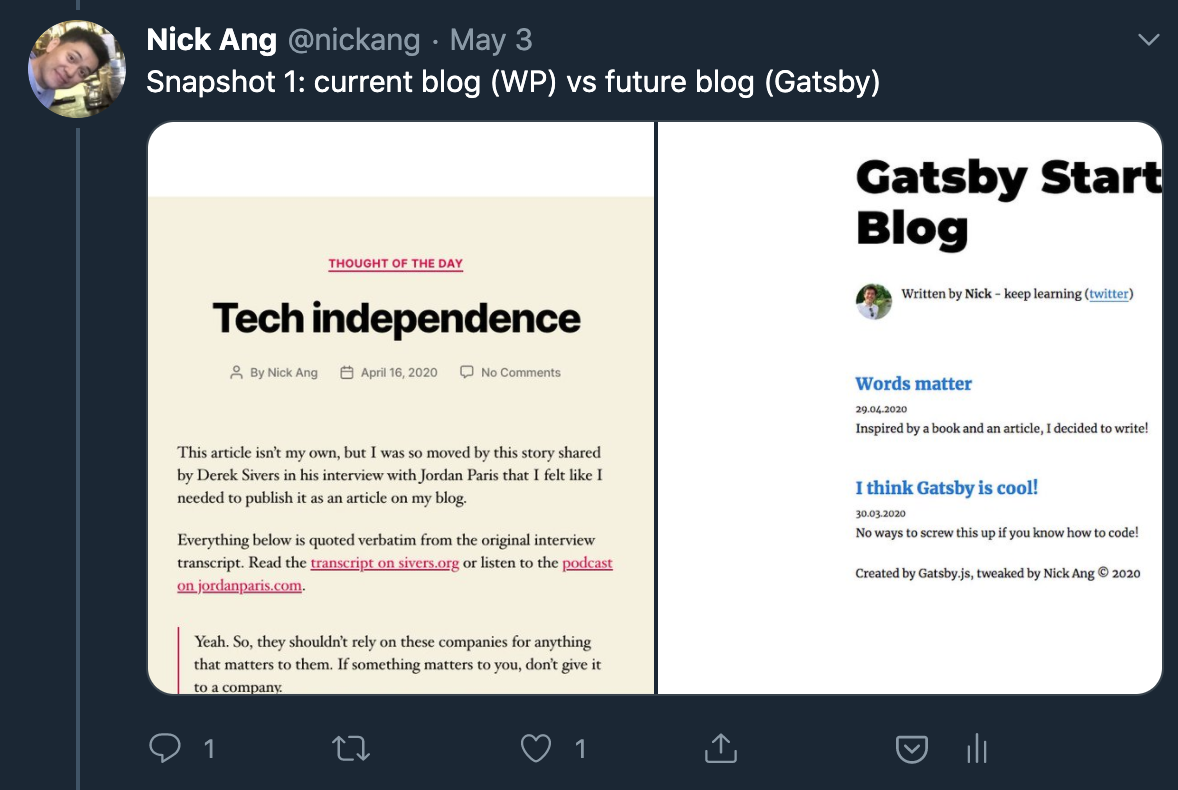 Nick Ang @nickang · May 3
Snapshot 1: current blog (WP) vs future blog (Gatsby)
THOUGHT OF THE DAY
Tech independence
By Nick Ang April 16, 2020 No Comments
This article isn't my own, but I was so moved by this story shared
by Derek Sivers in his interview with Jordan Paris that I felt like I
needed to publish it as an article on my blog.
Everything below is quoted verbatim from the original interview
transcript. Read the transcript on sivers.org or listen to the podcast
on jordanparis.com.
Yeah. So, they shouldn't rely on these companies for anything
that matters to them. If something matters to you, don't give it
to a company.
Gatsby Start
Blog
Written by Nick – keep learning (twitter)
Words matter
29.04.2020
Inspired by a book and an article, I decided to write!
I think Gatsby is cool!
30.03.2020
No ways to screw this up if you know how to code!
Created by Gatsby.js, tweaked by Nick Ang © 2020
1 1